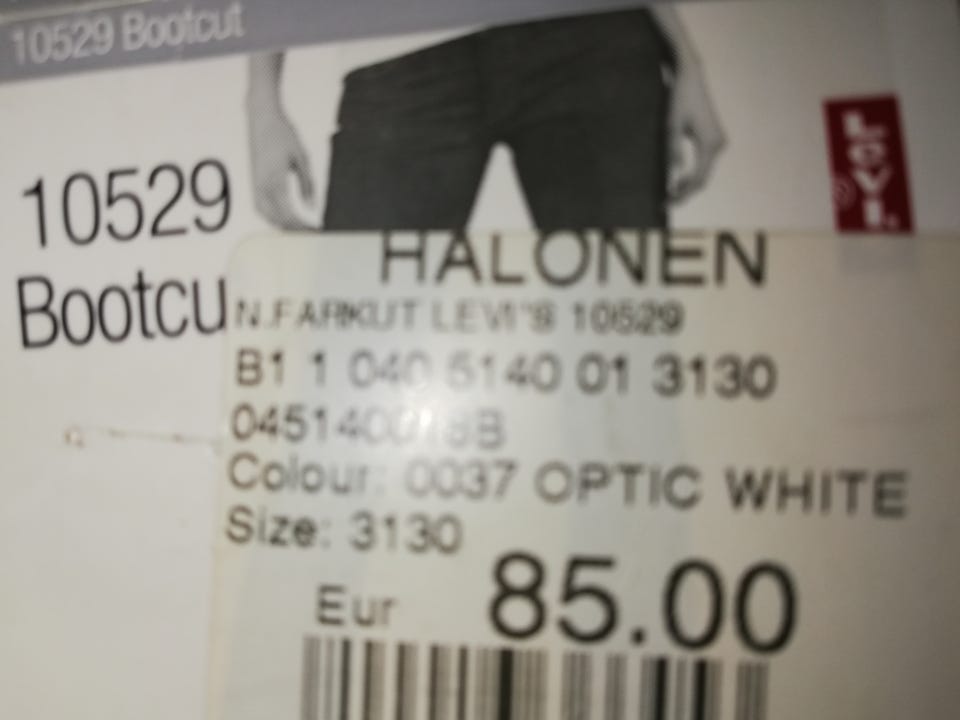 10529 Bootcut
10529
Bootcu
LEVI'S
HALONEN
N.FARKUT LEVI'S 10529
B1 1 040 5140 01 3130
Colour: 0037 OPTIC WHITE
Size: 3130
Eur 85.00